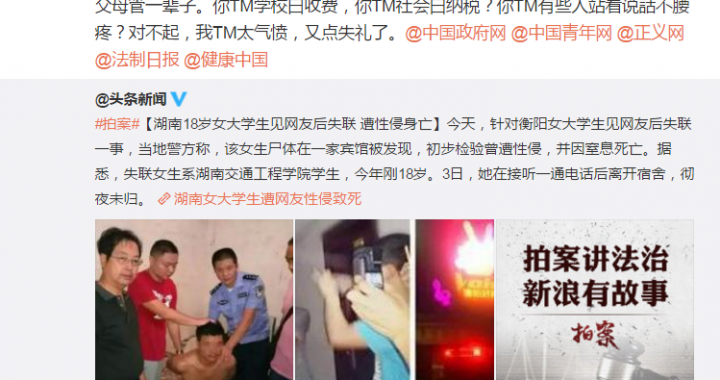 父母管一辈子。你TM学校白收费，你TM社会白纳税？你TM有些人站着说话不腰
疼？对不起，我TM太气愤，又点失礼了。@中国政府网 @中国青年网 @正义网
@法制日报 @健康中国
@头条新闻
#拍案#【湖南18岁女大学生见网友后失联 遭性侵身亡】今天，针对衡阳女大学生见网友后失联
一事，当地警方称，该女生尸体在一家宾馆被发现，初步检验曾遭性侵，并因窒息死亡。据
悉，失联女生系湖南交通工程学院学生，今年刚18岁。3日，她在接听一通电话后离开宿舍，彻
夜未归。 湖南女大学生遭网友性侵致死
拍案讲法治
新浪有故事
拍案